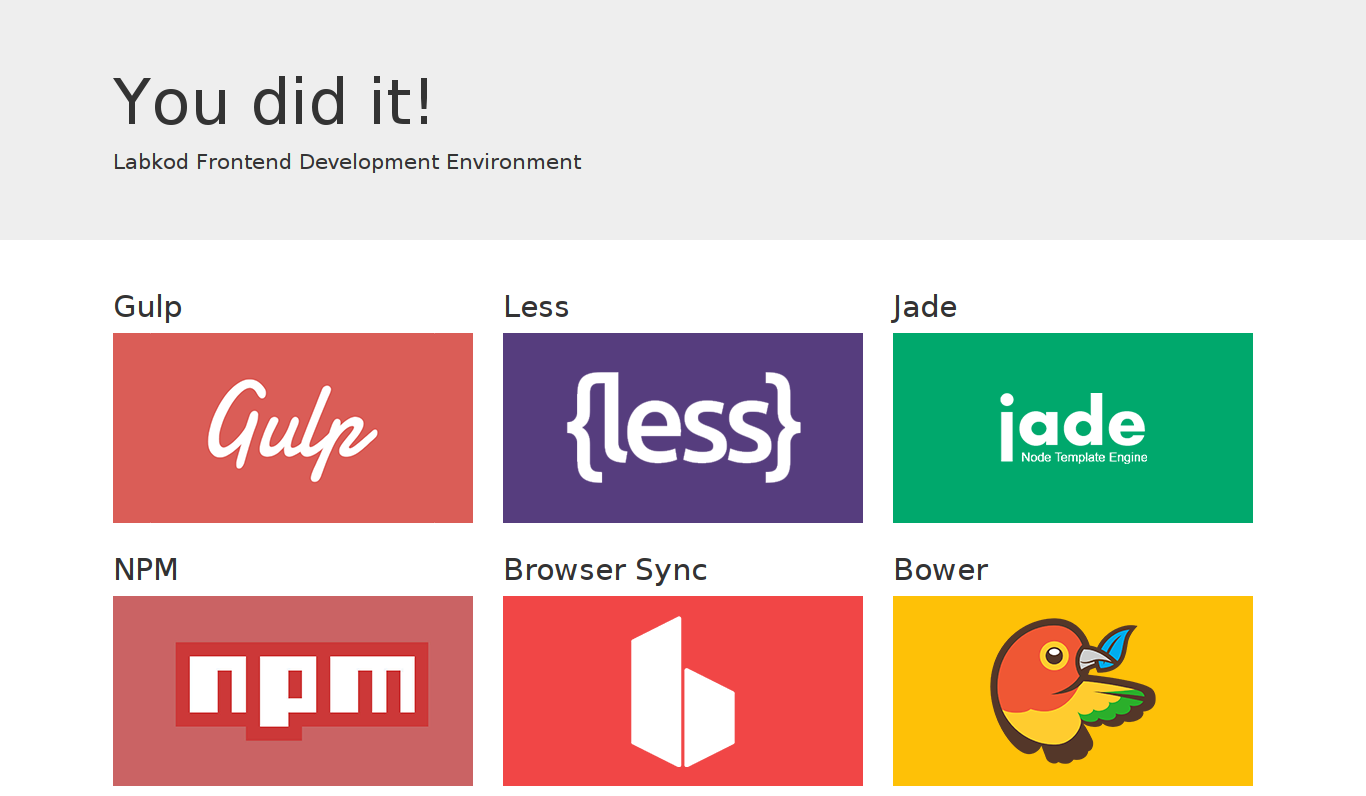 You did it!
Labkod Frontend Development Environment
Gulp
Less
Jade
Gulp
{less}
jade
Node Template Engine
NPM
Browser Sync
Bower
npm
b